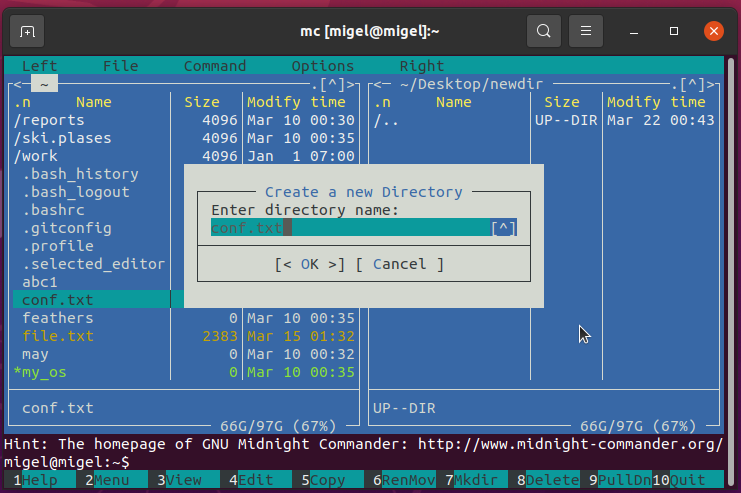 mc [migel@migel]:~
Left File Command Options Right
<─ ~ .[^]>
<─ ~/Desktop/newdir .[^]>
.n Name Size Modify time
.n Name Size Modify time
/reports 4096 Mar 10 00:30
/.. UP--DIR Mar 22 00:43
/ski.plases 4096 Mar 10 00:35
/work 4096 Jan 1 07:00
.bash_history
.bash_logout
.bashrc
.gitconfig
.profile
.selected_editor
abc1
conf.txt
feathers 0 Mar 10 00:35
file.txt 2383 Mar 15 01:32
may 0 Mar 10 00:32
*my_os 0 Mar 10 00:35
Create a new Directory
Enter directory name:
conf.txt [^]
[< OK >] [ Cancel ]
conf.txt
UP--DIR
66G/97G (67%)
66G/97G (67%)
Hint: The homepage of GNU Midnight Commander: http://www.midnight-commander.org/
migel@migel:~$
1Help 2Menu 3View 4Edit 5Copy 6RenMov 7Mkdir 8Delete 9PullDn 10Quit